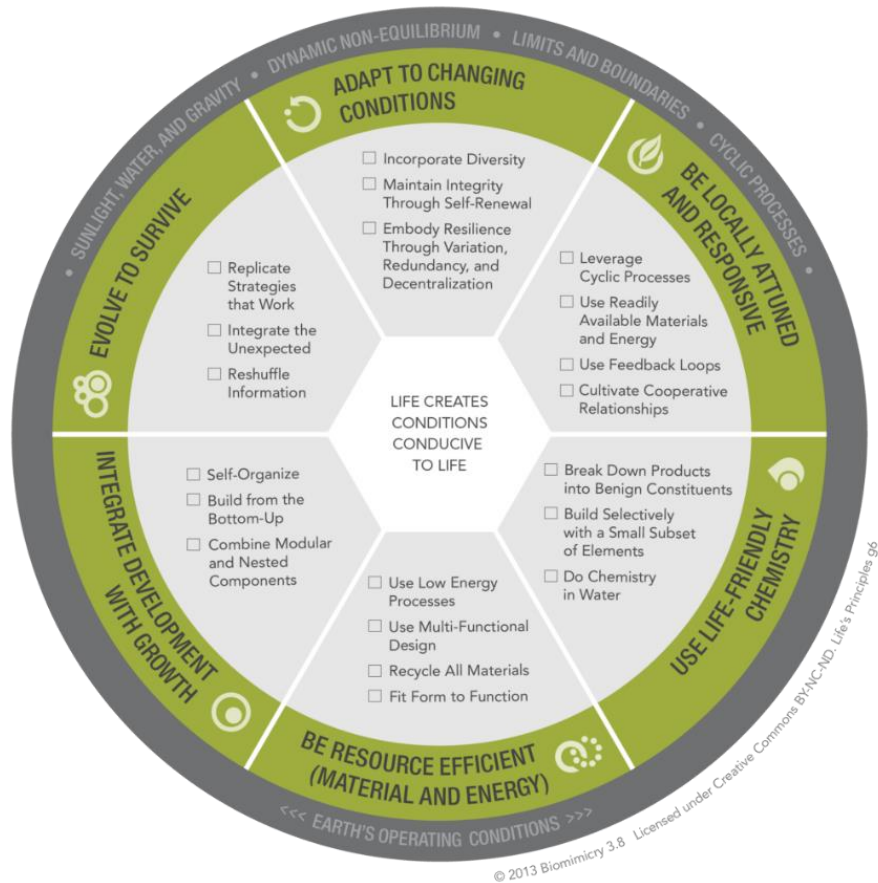 • SUNLIGHT, WATER, AND GRAVITY • DYNAMIC NON-EQUILIBRIUM • LIMITS AND BOUNDARIES • CYCLIC PROCESSES •
ADAPT TO CHANGING
CONDITIONS
☐ Incorporate Diversity
☐ Maintain Integrity
Through Self-Renewal
☐ Embody Resilience
Through Variation,
Redundancy, and
Decentralization
BE LOCALLY ATTUNED
AND RESPONSIVE
☐ Leverage
Cyclic Processes
☐ Use Readily
Available Materials
and Energy
☐ Use Feedback Loops
☐ Cultivate Cooperative
Relationships
USE LIFE-FRIENDLY
CHEMISTRY
☐ Break Down Products
into Benign Constituents
☐ Build Selectively
with a Small Subset
of Elements
☐ Do Chemistry
in Water
BE RESOURCE EFFICIENT
(MATERIAL AND ENERGY)
☐ Use Low Energy
Processes
☐ Use Multi-Functional
Design
☐ Recycle All Materials
☐ Fit Form to Function
INTEGRATE DEVELOPMENT
WITH GROWTH
☐ Self-Organize
☐ Build from the
Bottom-Up
☐ Combine Modular
and Nested
Components
EVOLVE TO SURVIVE
☐ Replicate
Strategies
that Work
☐ Integrate the
Unexpected
☐ Reshuffle
Information
LIFE CREATES
CONDITIONS
CONDUCIVE
TO LIFE
<<< EARTH'S OPERATING CONDITIONS >>>
© 2013 Biomimicry 3.8 Licensed under Creative Commons BY-NC-ND. Life's Principles g6